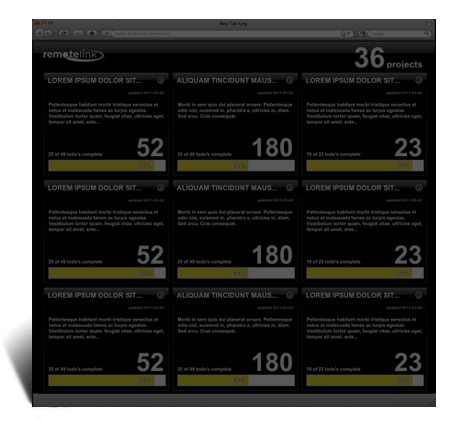 New Tab King
remotelink
36 projects
LOREM IPSUM DOLOR SIT...
updated 2011-03-03
Pellentesque habitant morbi tristique senectus et
netus et malesuada fames ac turpis egestas.
Vestibulum tortor quam, feugiat vitae, ultricies eget,
tempor sit amet, ante...
25 of 49 todo's complete
52
ALIQUAM TINCIDUNT MAUS...
updated 2011-03-03
Morbi in sem quis dui placerat ornare. Pellentesque
odio nisi, euismod in, pharetra a, ultricies in, diam.
Sed arcu. Cras consequat.
25 of 49 todo's complete
180
LOREM IPSUM DOLOR SIT...
updated 2011-03-03
Pellentesque habitant morbi tristique senectus et
netus et malesuada fames ac turpis egestas.
Vestibulum tortor quam, feugiat vitae, ultricies eget,
tempor sit amet, ante...
19 of 23 todo's complete
23
LOREM IPSUM DOLOR SIT...
updated 2011-03-03
Pellentesque habitant morbi tristique senectus et
netus et malesuada fames ac turpis egestas.
Vestibulum tortor quam, feugiat vitae, ultricies eget,
tempor sit amet, ante...
25 of 49 todo's complete
52
ALIQUAM TINCIDUNT MAUS...
updated 2011-03-03
Morbi in sem quis dui placerat ornare. Pellentesque
odio nisi, euismod in, pharetra a, ultricies in, diam.
Sed arcu. Cras consequat.
25 of 49 todo's complete
180
LOREM IPSUM DOLOR SIT...
updated 2011-03-03
Pellentesque habitant morbi tristique senectus et
netus et malesuada fames ac turpis egestas.
Vestibulum tortor quam, feugiat vitae, ultricies eget,
tempor sit amet, ante...
19 of 23 todo's complete
23
LOREM IPSUM DOLOR SIT...
updated 2011-03-03
Pellentesque habitant morbi tristique senectus et
netus et malesuada fames ac turpis egestas.
Vestibulum tortor quam, feugiat vitae, ultricies eget,
tempor sit amet, ante...
25 of 49 todo's complete
52
ALIQUAM TINCIDUNT MAUS...
updated 2011-03-03
Morbi in sem quis dui placerat ornare. Pellentesque
odio nisi, euismod in, pharetra a, ultricies in, diam.
Sed arcu. Cras consequat.
25 of 49 todo's complete
180
LOREM IPSUM DOLOR SIT...
updated 2011-03-03
Pellentesque habitant morbi tristique senectus et
netus et malesuada fames ac turpis egestas.
Vestibulum tortor quam, feugiat vitae, ultricies eget,
tempor sit amet, ante...
19 of 23 todo's complete
23